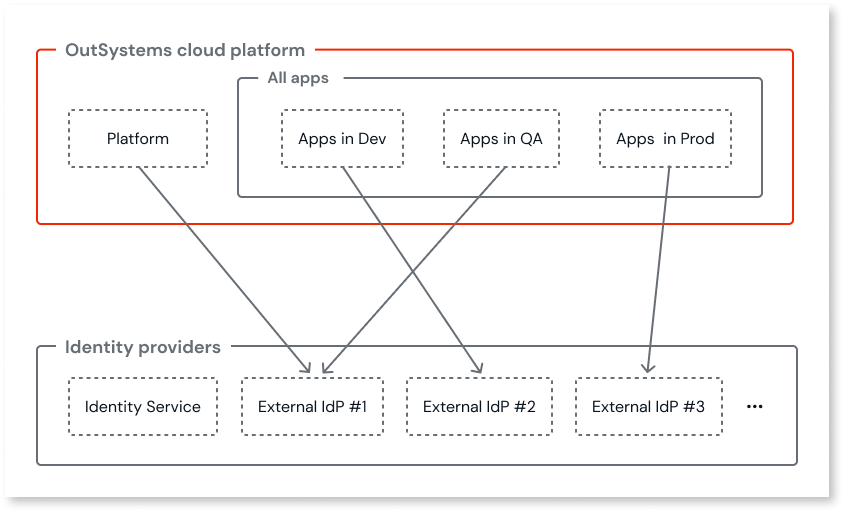 OutSystems cloud platform
All apps
Platform
Apps in Dev
Apps in QA
Apps in Prod
Identity providers
Identity Service
External IdP #1
External IdP #2
External IdP #3
...